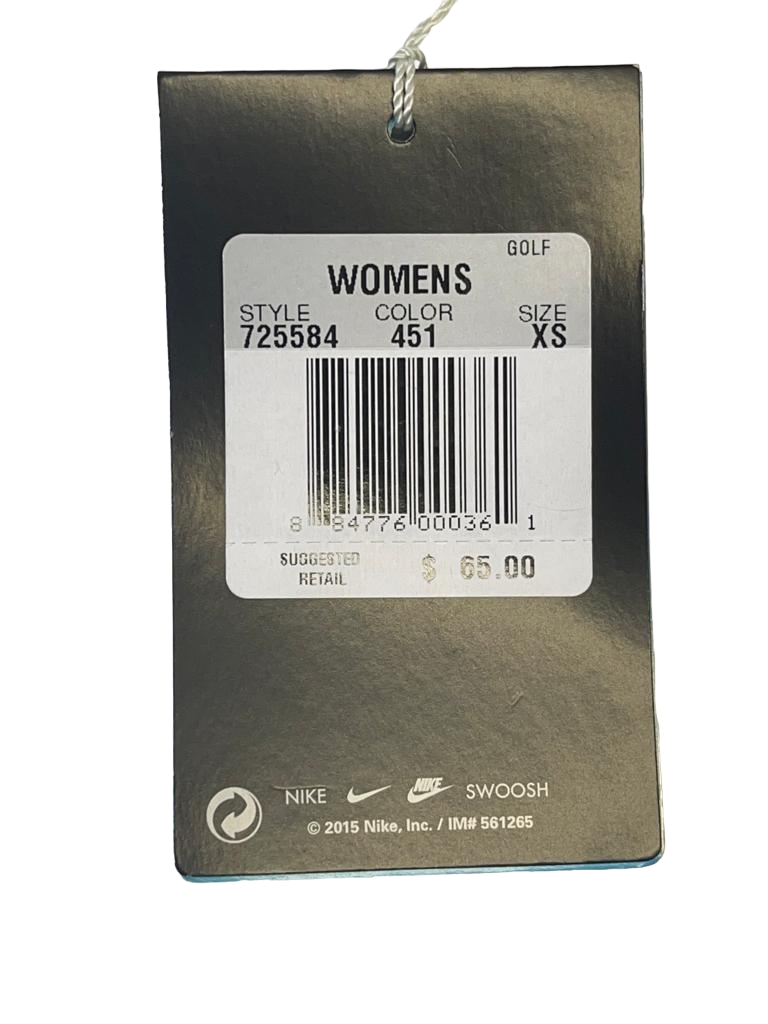 GOLF
WOMENS
STYLE COLOR SIZE
725584 451 XS
8 84776 00036 1
SUGGESTED RETAIL $ 65.00
NIKE NIKE SWOOSH
© 2015 Nike, Inc. / IM# 561265